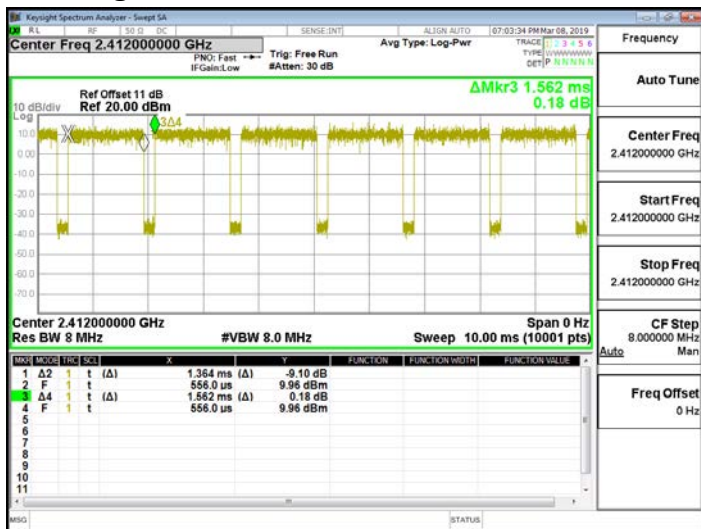 Keysight Spectrum Analyzer - Swept SA
RL RF 50 Ω DC SENSE:INT ALIGN AUTO 07:03:34 PM Mar 08, 2019
Center Freq 2.412000000 GHz
PNO: Fast
IFGain:Low
Trig: Free Run
#Atten: 30 dB
Avg Type: Log-Pwr
TRACE 1 2 3 4 5 6
TYPE WWWWWW
DET P N N N N N
Ref Offset 11 dB
10 dB/div Ref 20.00 dBm
ΔMkr3 1.562 ms
0.18 dB
Log
10.0
0.00
-10.0
-20.0
-30.0
-40.0
-50.0
-60.0
-70.0
X
3Δ4
Center 2.412000000 GHz Span 0 Hz
Res BW 8 MHz #VBW 8.0 MHz Sweep 10.00 ms (10001 pts)
MKR MODE TRC SCL X Y FUNCTION FUNCTION WIDTH FUNCTION VALUE
1 Δ2 1 t (Δ) 1.364 ms (Δ) -9.10 dB
2 F 1 t 556.0 µs 9.96 dBm
3 Δ4 1 t (Δ) 1.562 ms (Δ) 0.18 dB
4 F 1 t 556.0 µs 9.96 dBm
5
6
7
8
9
10
11
MSG STATUS
Frequency
Auto Tune
Center Freq
2.412000000 GHz
Start Freq
2.412000000 GHz
Stop Freq
2.412000000 GHz
CF Step
8.000000 MHz
Auto Man
Freq Offset
0 Hz